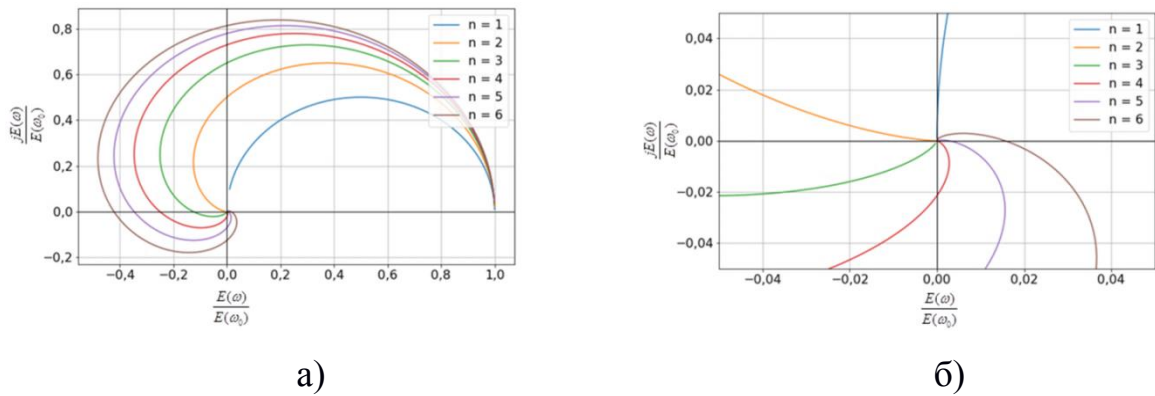 0,8
0,6
0,4
0,2
0,0
−0,2
jE(ω)
E(ω₀)
−0,4 −0,2 0,0 0,2 0,4 0,6 0,8 1,0
E(ω)
E(ω₀)
n = 1
n = 2
n = 3
n = 4
n = 5
n = 6
а)
0,04
0,02
0,00
−0,02
−0,04
jE(ω)
E(ω₀)
−0,04 −0,02 0,00 0,02 0,04
E(ω)
E(ω₀)
n = 1
n = 2
n = 3
n = 4
n = 5
n = 6
б)